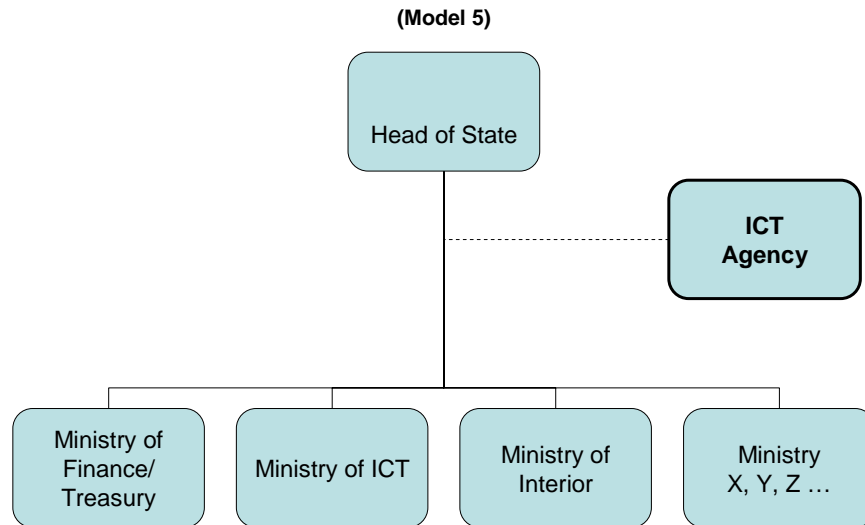 (Model 5)
Head of State
ICT
Agency
Ministry of
Finance/
Treasury
Ministry of ICT
Ministry of
Interior
Ministry
X, Y, Z …